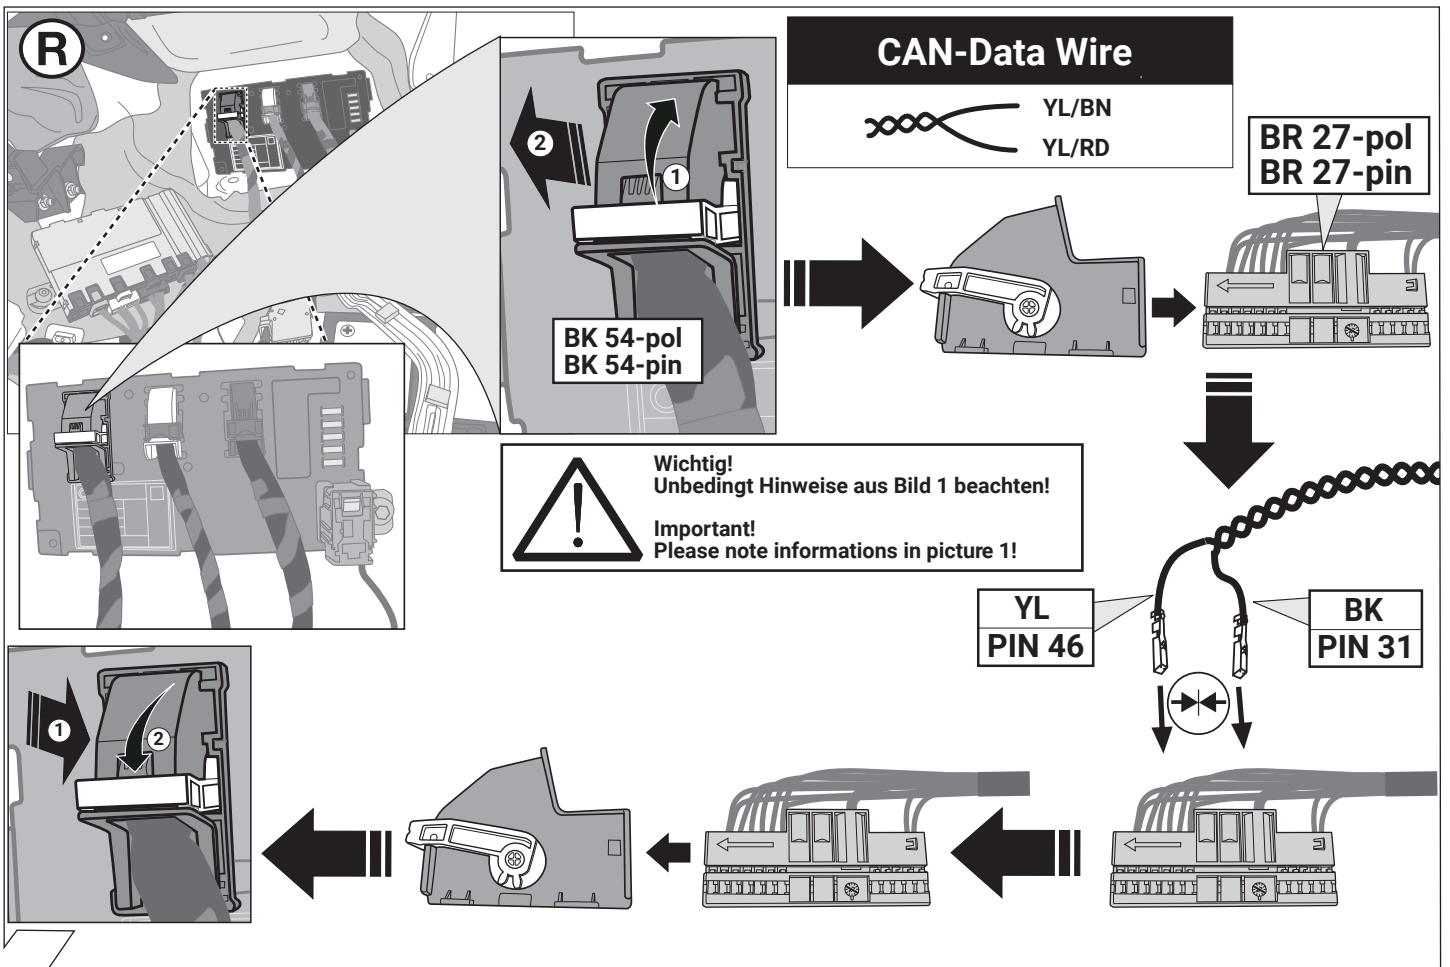 R
2
1
BK 54-pol
BK 54-pin
CAN-Data Wire
YL/BN
YL/RD
BR 27-pol
BR 27-pin
Wichtig!
Unbedingt Hinweise aus Bild 1 beachten!
Important!
Please note informations in picture 1!
YL
PIN 46
BK
PIN 31
1
2